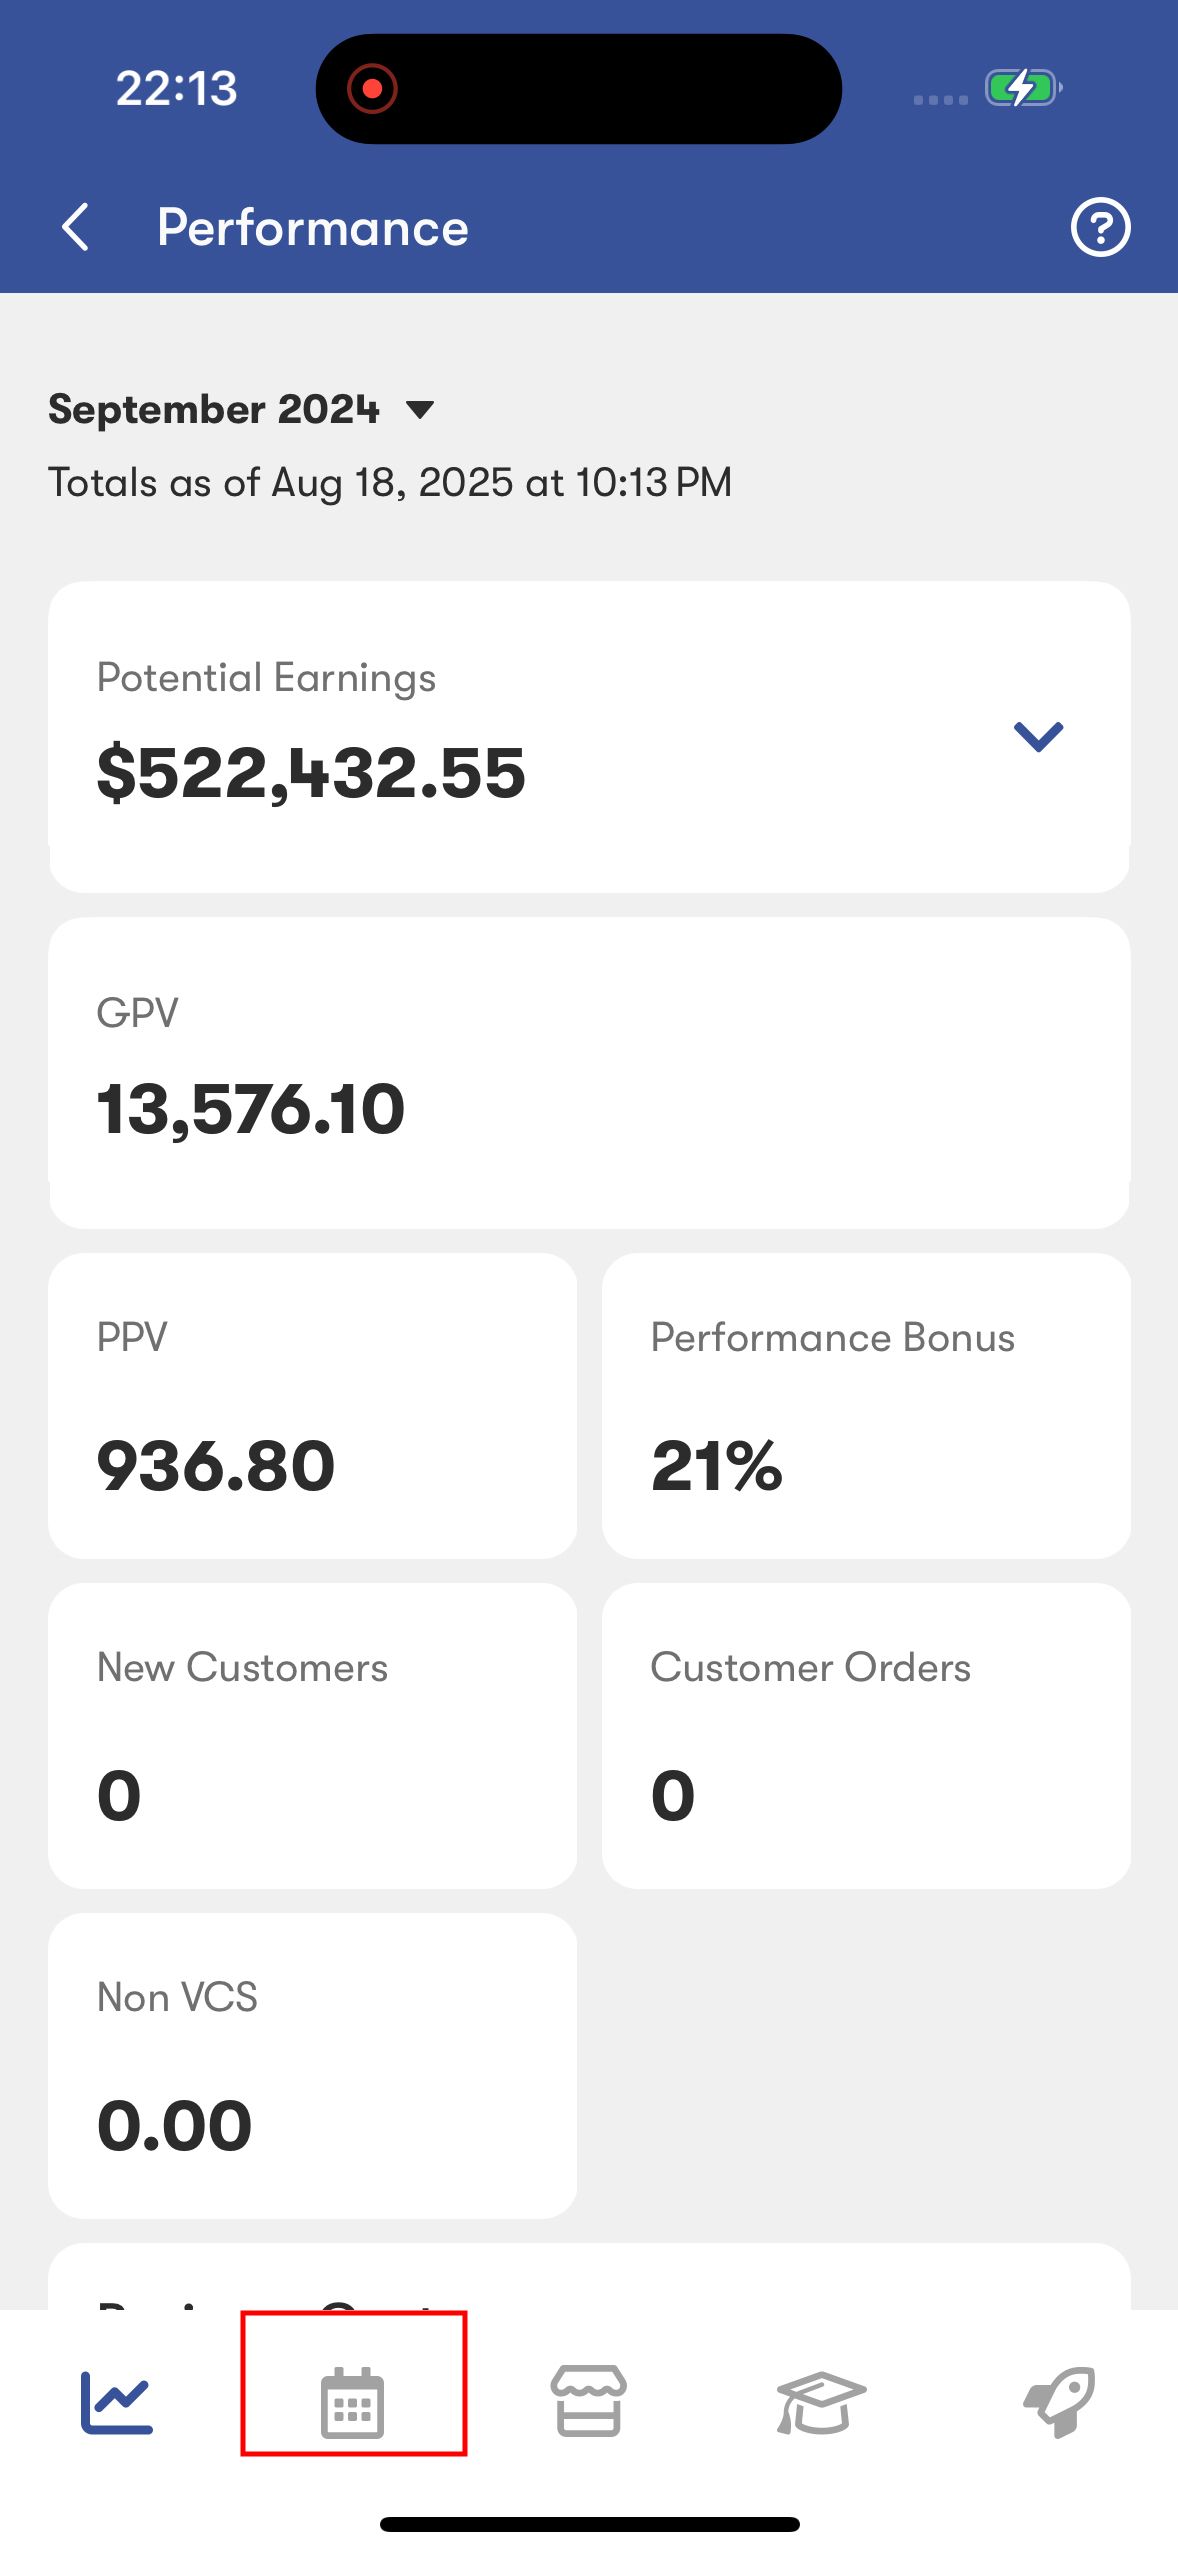 22:13
Performance
September 2024
Totals as of Aug 18, 2025 at 10:13 PM
Potential Earnings
$522,432.55
GPV
13,576.10
PPV
936.80
Performance Bonus
21%
New Customers
0
Customer Orders
0
Non VCS
0.00